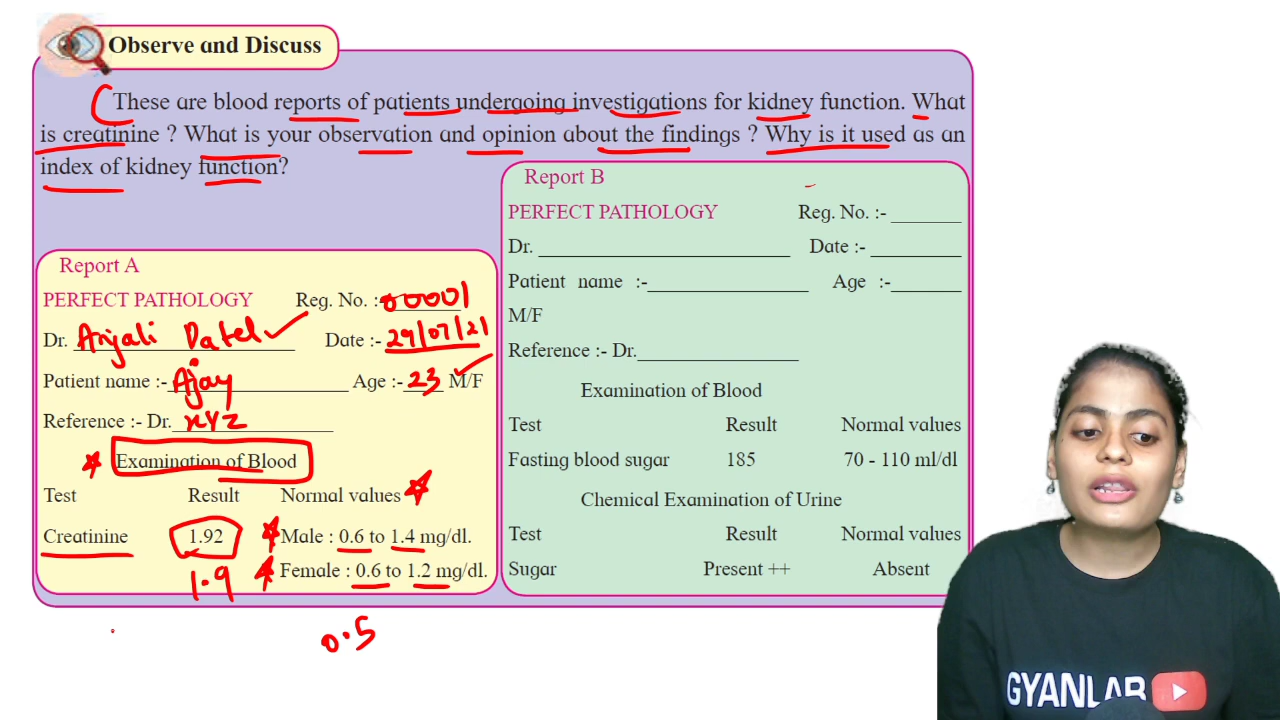 Observe and Discuss
These are blood reports of patients undergoing investigations for kidney function. What
is creatinine ? What is your observation and opinion about the findings ? Why is it used as an
index of kidney function?
Report A
PERFECT PATHOLOGY Reg. No. :- 00001
Dr. Anjali Patel Date :- 29/07/21
Patient name :- Ajay Age :- 23 M/F
Reference :- Dr. XYZ
Examination of Blood
Test Result Normal values
Creatinine 1.92 Male : 0.6 to 1.4 mg/dl.
1.9 Female : 0.6 to 1.2 mg/dl.
0.5
Report B
PERFECT PATHOLOGY Reg. No. :- ______
Dr. ______ Date :- ______
Patient name :- ______ Age :- ______
M/F
Reference :- Dr. ______
Examination of Blood
Test Result Normal values
Fasting blood sugar 185 70 - 110 ml/dl
Chemical Examination of Urine
Test Result Normal values
Sugar Present ++ Absent
GYANLAB